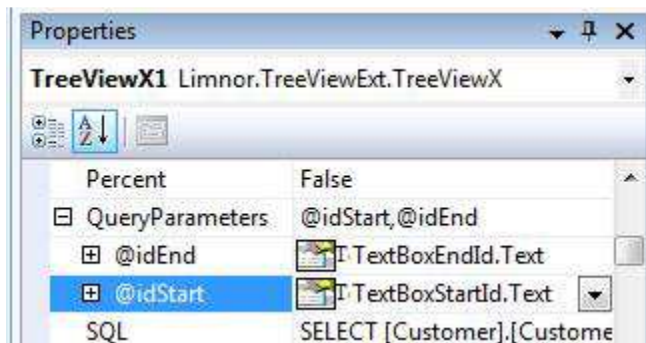 Properties
TreeViewX1 Limnor.TreeViewExt.TreeViewX
Percent False
QueryParameters @idStart,@idEnd
@idEnd TextBoxEndId.Text
@idStart TextBoxStartId.Text
SQL SELECT [Customer].[Custome